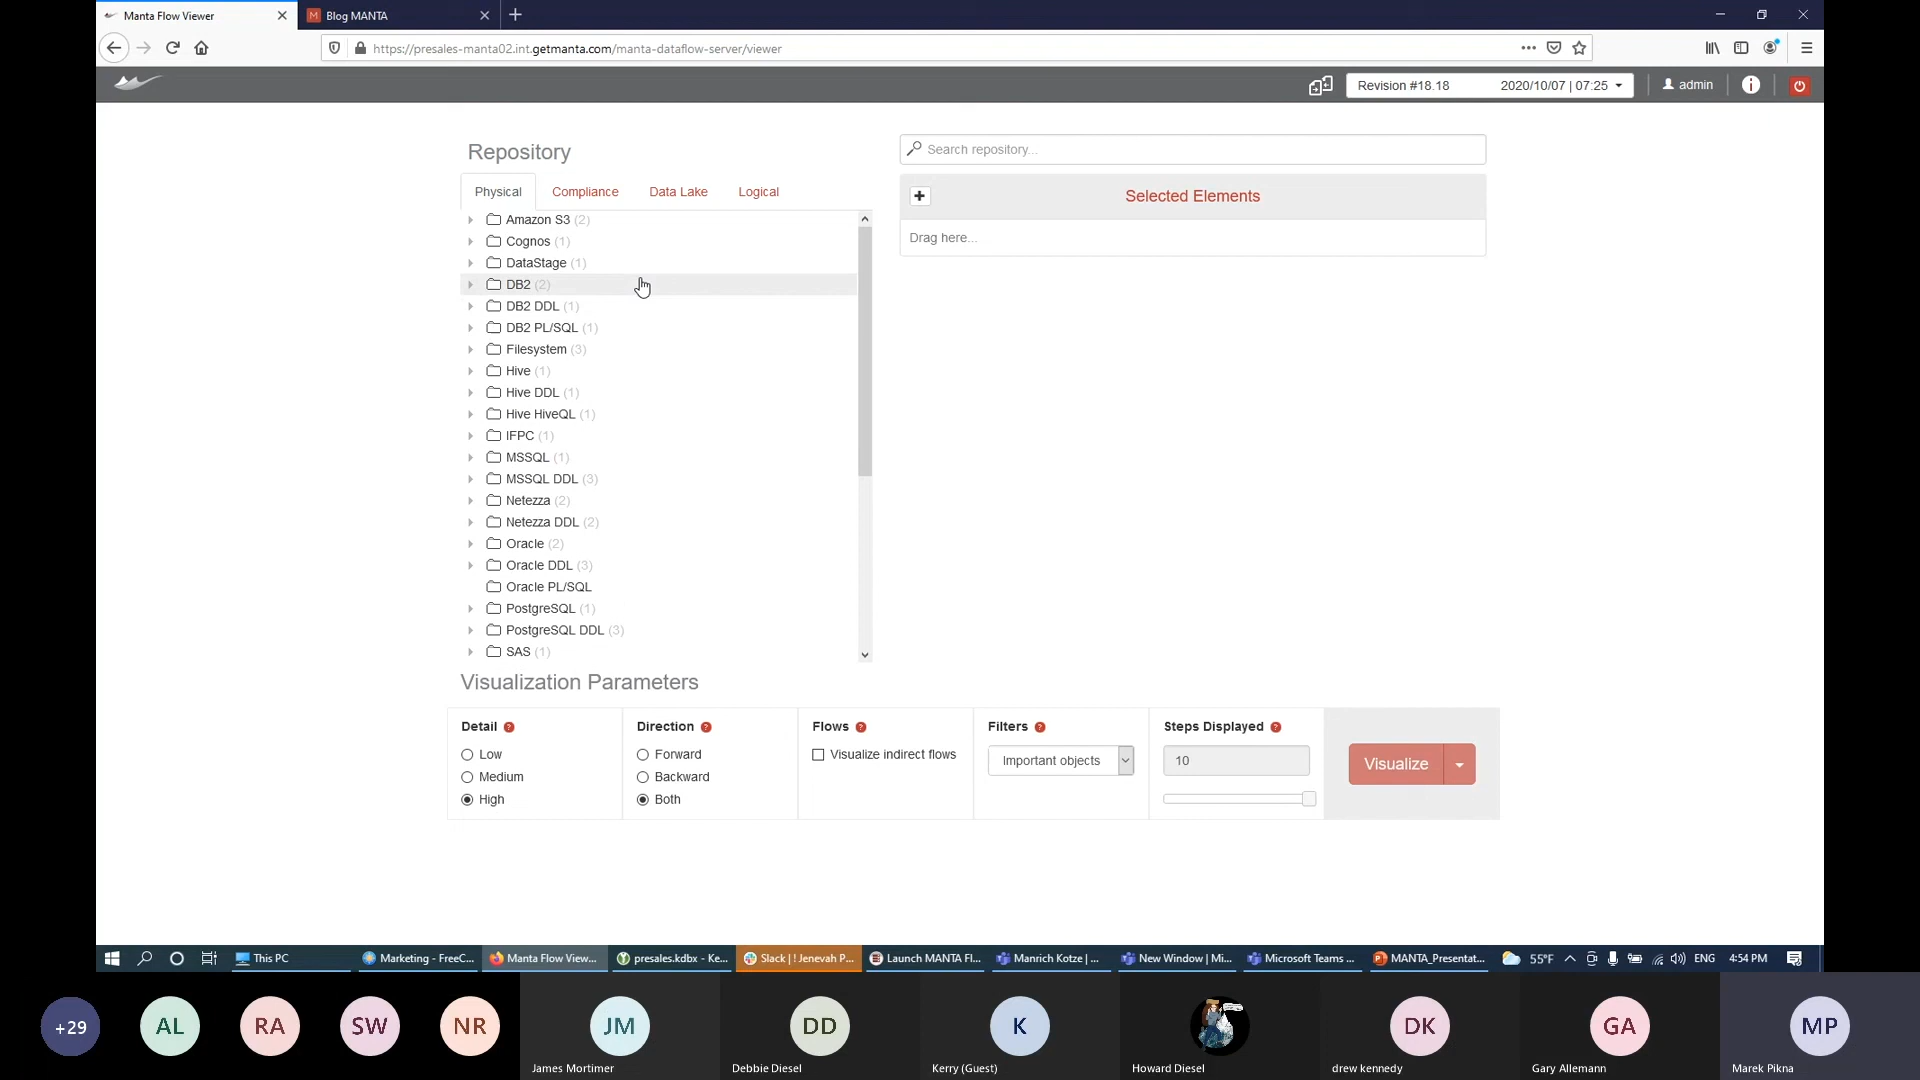 Manta Flow Viewer
Blog MANTA
https://presales-manta02.int.getmanta.com/manta-dataflow-server/viewer
Revision #18.18 2020/10/07 | 07:25
admin
Repository
Search repository...
Physical Compliance Data Lake Logical
Selected Elements
Drag here...
Amazon S3 (2)
Cognos (1)
DataStage (1)
DB2 (2)
DB2 DDL (1)
DB2 PL/SQL (1)
Filesystem (3)
Hive (1)
Hive DDL (1)
Hive HiveQL (1)
IFPC (1)
MSSQL (1)
MSSQL DDL (3)
Netezza (2)
Netezza DDL (2)
Oracle (2)
Oracle DDL (3)
Oracle PL/SQL
PostgreSQL (1)
PostgreSQL DDL (3)
SAS (1)
Visualization Parameters
Detail ? Direction ? Flows ? Filters ? Steps Displayed ?
Low Forward Visualize indirect flows Important objects 10 Visualize
Medium Backward
High Both
This PC Marketing - FreeC... Manta Flow View... presales.kdbx - Ke... Slack | ! Jenevah P... Launch MANTA Fl... Manrich Kotze | ... New Window | Mi... Microsoft Teams ... MANTA_Presentat... 55°F ENG 4:54 PM
+29 AL RA SW NR JM DD K DK GA MP
James Mortimer Debbie Diesel Kerry (Guest) Howard Diesel drew kennedy Gary Allemann Marek Pikna